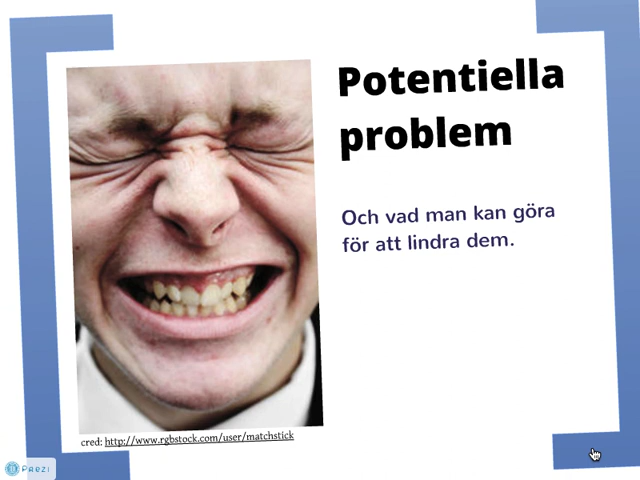 Potentiella
problem
Och vad man kan göra
för att lindra dem.
cred: http://www.rgbstock.com/user/matchstick
PREZI